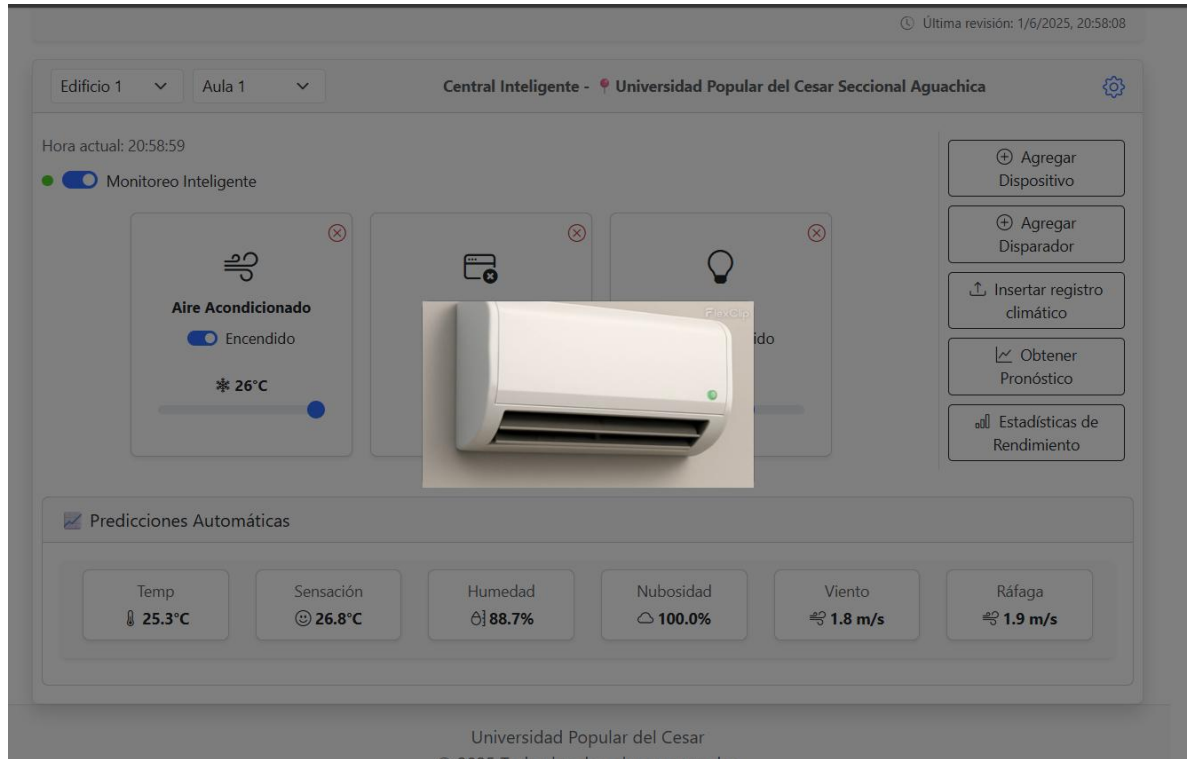 Última revisión: 1/6/2025, 20:58:08
Edificio 1
Aula 1
Central Inteligente - Universidad Popular del Cesar Seccional Aguachica
Hora actual: 20:58:59
Monitoreo Inteligente
Aire Acondicionado
Encendido
26°C
ido
FlexClip
Agregar
Dispositivo
Agregar
Disparador
Insertar registro
climático
Obtener
Pronóstico
Estadísticas de
Rendimiento
Predicciones Automáticas
Temp
25.3°C
Sensación
26.8°C
Humedad
88.7%
Nubosidad
100.0%
Viento
1.8 m/s
Ráfaga
1.9 m/s
Universidad Popular del Cesar